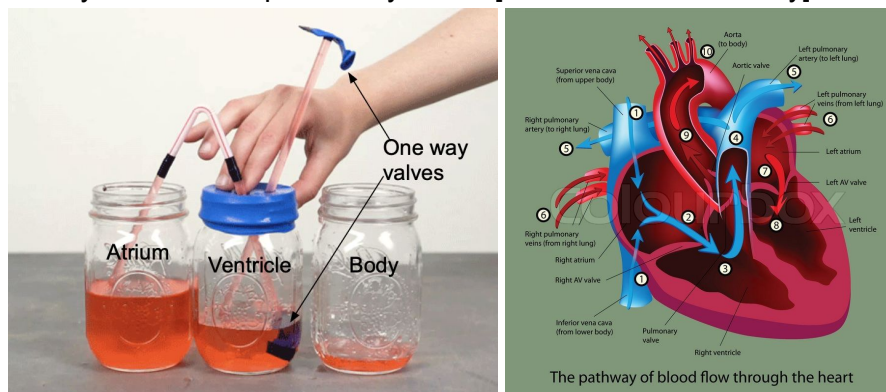 One way
valves
Atrium
Ventricle
Body
Aorta
(to body)
10
Aortic valve
Left pulmonary
artery (to left lung)
Superior vena cava
(from upper body)
5
Left pulmonary
veins (from left lung)
1
Right pulmonary
artery (to right lung)
4
6
9
5
Left atrium
7
Left AV valve
6
2
8
Left
ventricle
Right pulmonary
veins (from right lung)
Right atrium
3
Right AV valve
1
Inferior vena cava
(from lower body)
Pulmonary
valve
Right ventricle
The pathway of blood flow through the heart